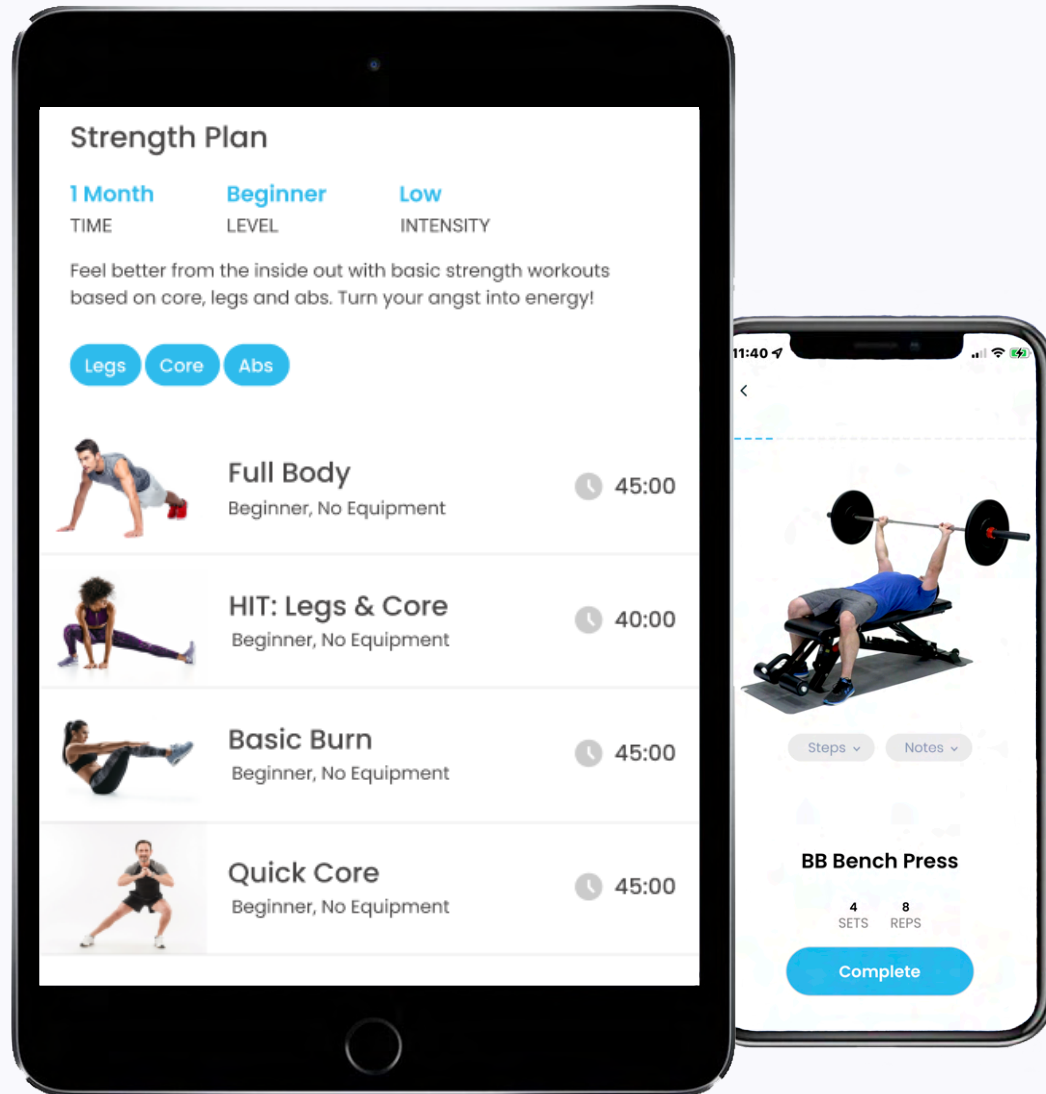 Strength Plan
1 Month Beginner Low
TIME LEVEL INTENSITY
Feel better from the inside out with basic strength workouts
based on core, legs and abs. Turn your angst into energy!
Legs Core Abs
Full Body
Beginner, No Equipment
45:00
HIT: Legs & Core
Beginner, No Equipment
40:00
Basic Burn
Beginner, No Equipment
45:00
Quick Core
Beginner, No Equipment
45:00
11:40
Steps Notes
BB Bench Press
4 8
SETS REPS
Complete